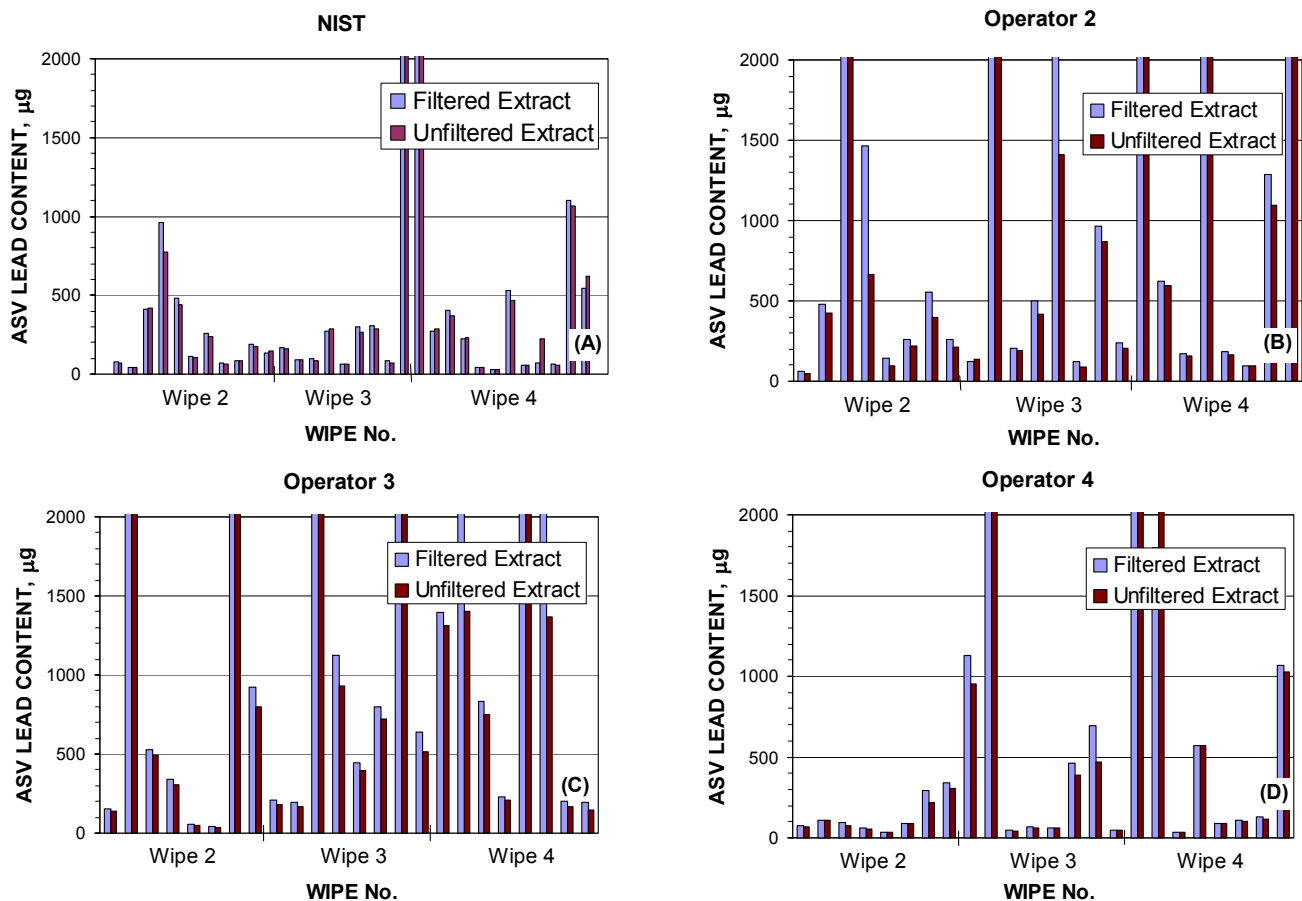 NIST
2000
1500
1000
500
0
ASV LEAD CONTENT, μg
Filtered Extract
Unfiltered Extract
(A)
Wipe 2 Wipe 3 Wipe 4
WIPE No.
Operator 2
2000
1500
1000
500
0
ASV LEAD CONTENT, μg
Filtered Extract
Unfiltered Extract
(B)
Wipe 2 Wipe 3 Wipe 4
WIPE No.
Operator 3
2000
1500
1000
500
0
ASV LEAD CONTENT, μg
Filtered Extract
Unfiltered Extract
(C)
Wipe 2 Wipe 3 Wipe 4
WIPE No.
Operator 4
2000
1500
1000
500
0
ASV LEAD CONTENT, μg
Filtered Extract
Unfiltered Extract
(D)
Wipe 2 Wipe 3 Wipe 4
WIPE No.